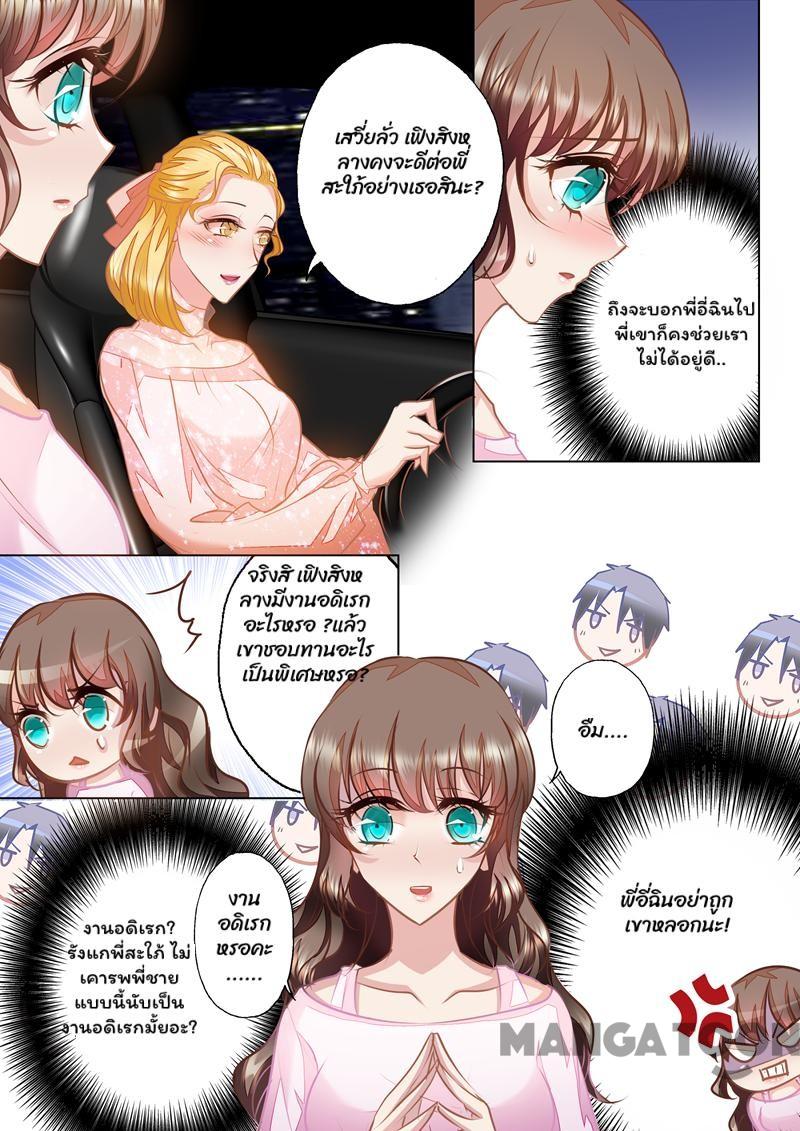 เสวี่ยลั่ว เฟิงสิงห
ลางคงจะดีต่อพี่
สะใภ้อย่างเธอสินะ?
ถึงจะบอกพี่อี่ฉินไป
พี่เขาก็คงช่วยเรา
ไม่ได้อยู่ดี..
จริงสิ เฟิงสิงห
ลางมีงานอดิเรก
อะไรหรอ ?แล้ว
เขาชอบทานอะไร
เป็นพิเศษหรอ?
อืม....
พี่อี่ฉินอย่าถูก
เขาหลอกนะ!
งาน
อดิเรก
หรอคะ
......
งานอดิเรก?
รังแกพี่สะใภ้ ไม่
เคารพพี่ชาย
แบบนี้นับเป็น
งานอดิเรกมั้ยอะ?
MANGATOON